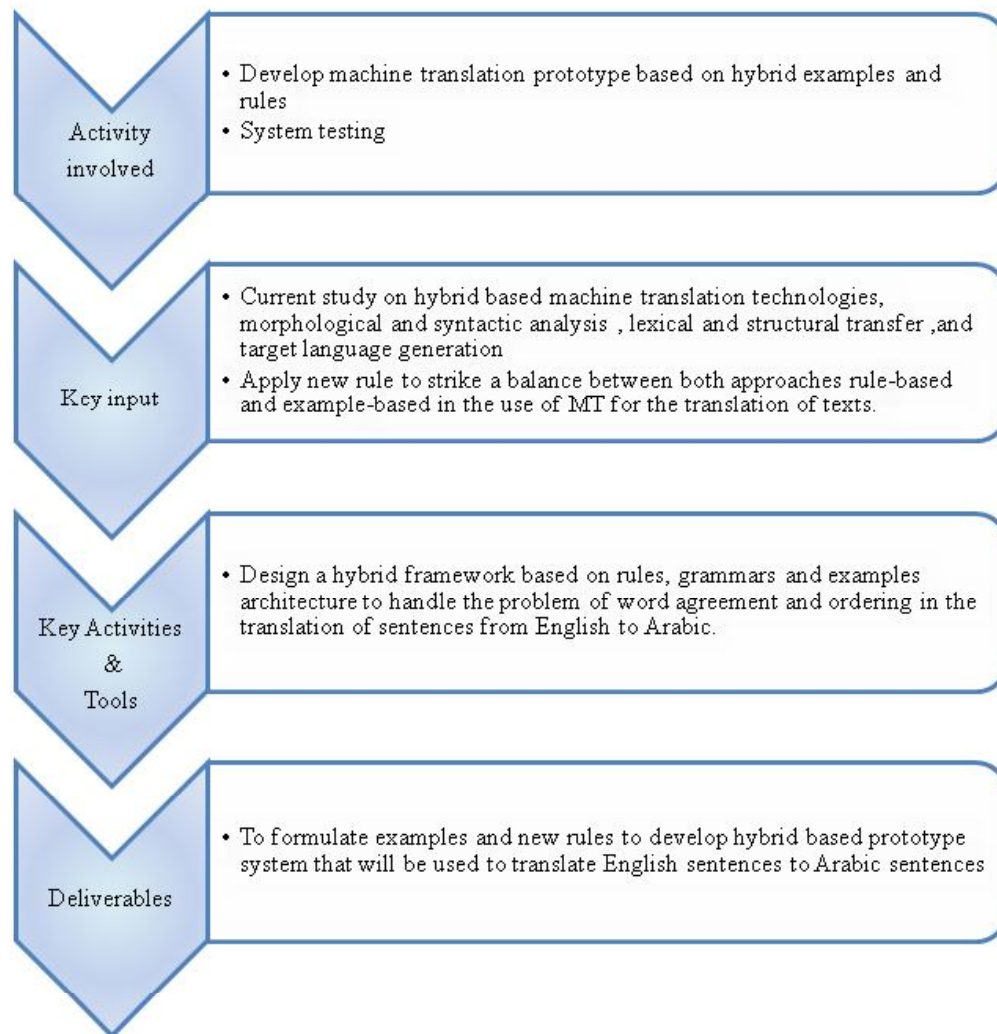 Activity
involved
• Develop machine translation prototype based on hybrid examples and
rules
• System testing
Key input
• Current study on hybrid based machine translation technologies,
morphological and syntactic analysis , lexical and structural transfer ,and
target language generation
• Apply new rule to strike a balance between both approaches rule-based
and example-based in the use of MT for the translation of texts.
Key Activities
&
Tools
• Design a hybrid framework based on rules, grammars and examples
architecture to handle the problem of word agreement and ordering in the
translation of sentences from English to Arabic.
Deliverables
• To formulate examples and new rules to develop hybrid based prototype
system that will be used to translate English sentences to Arabic sentences